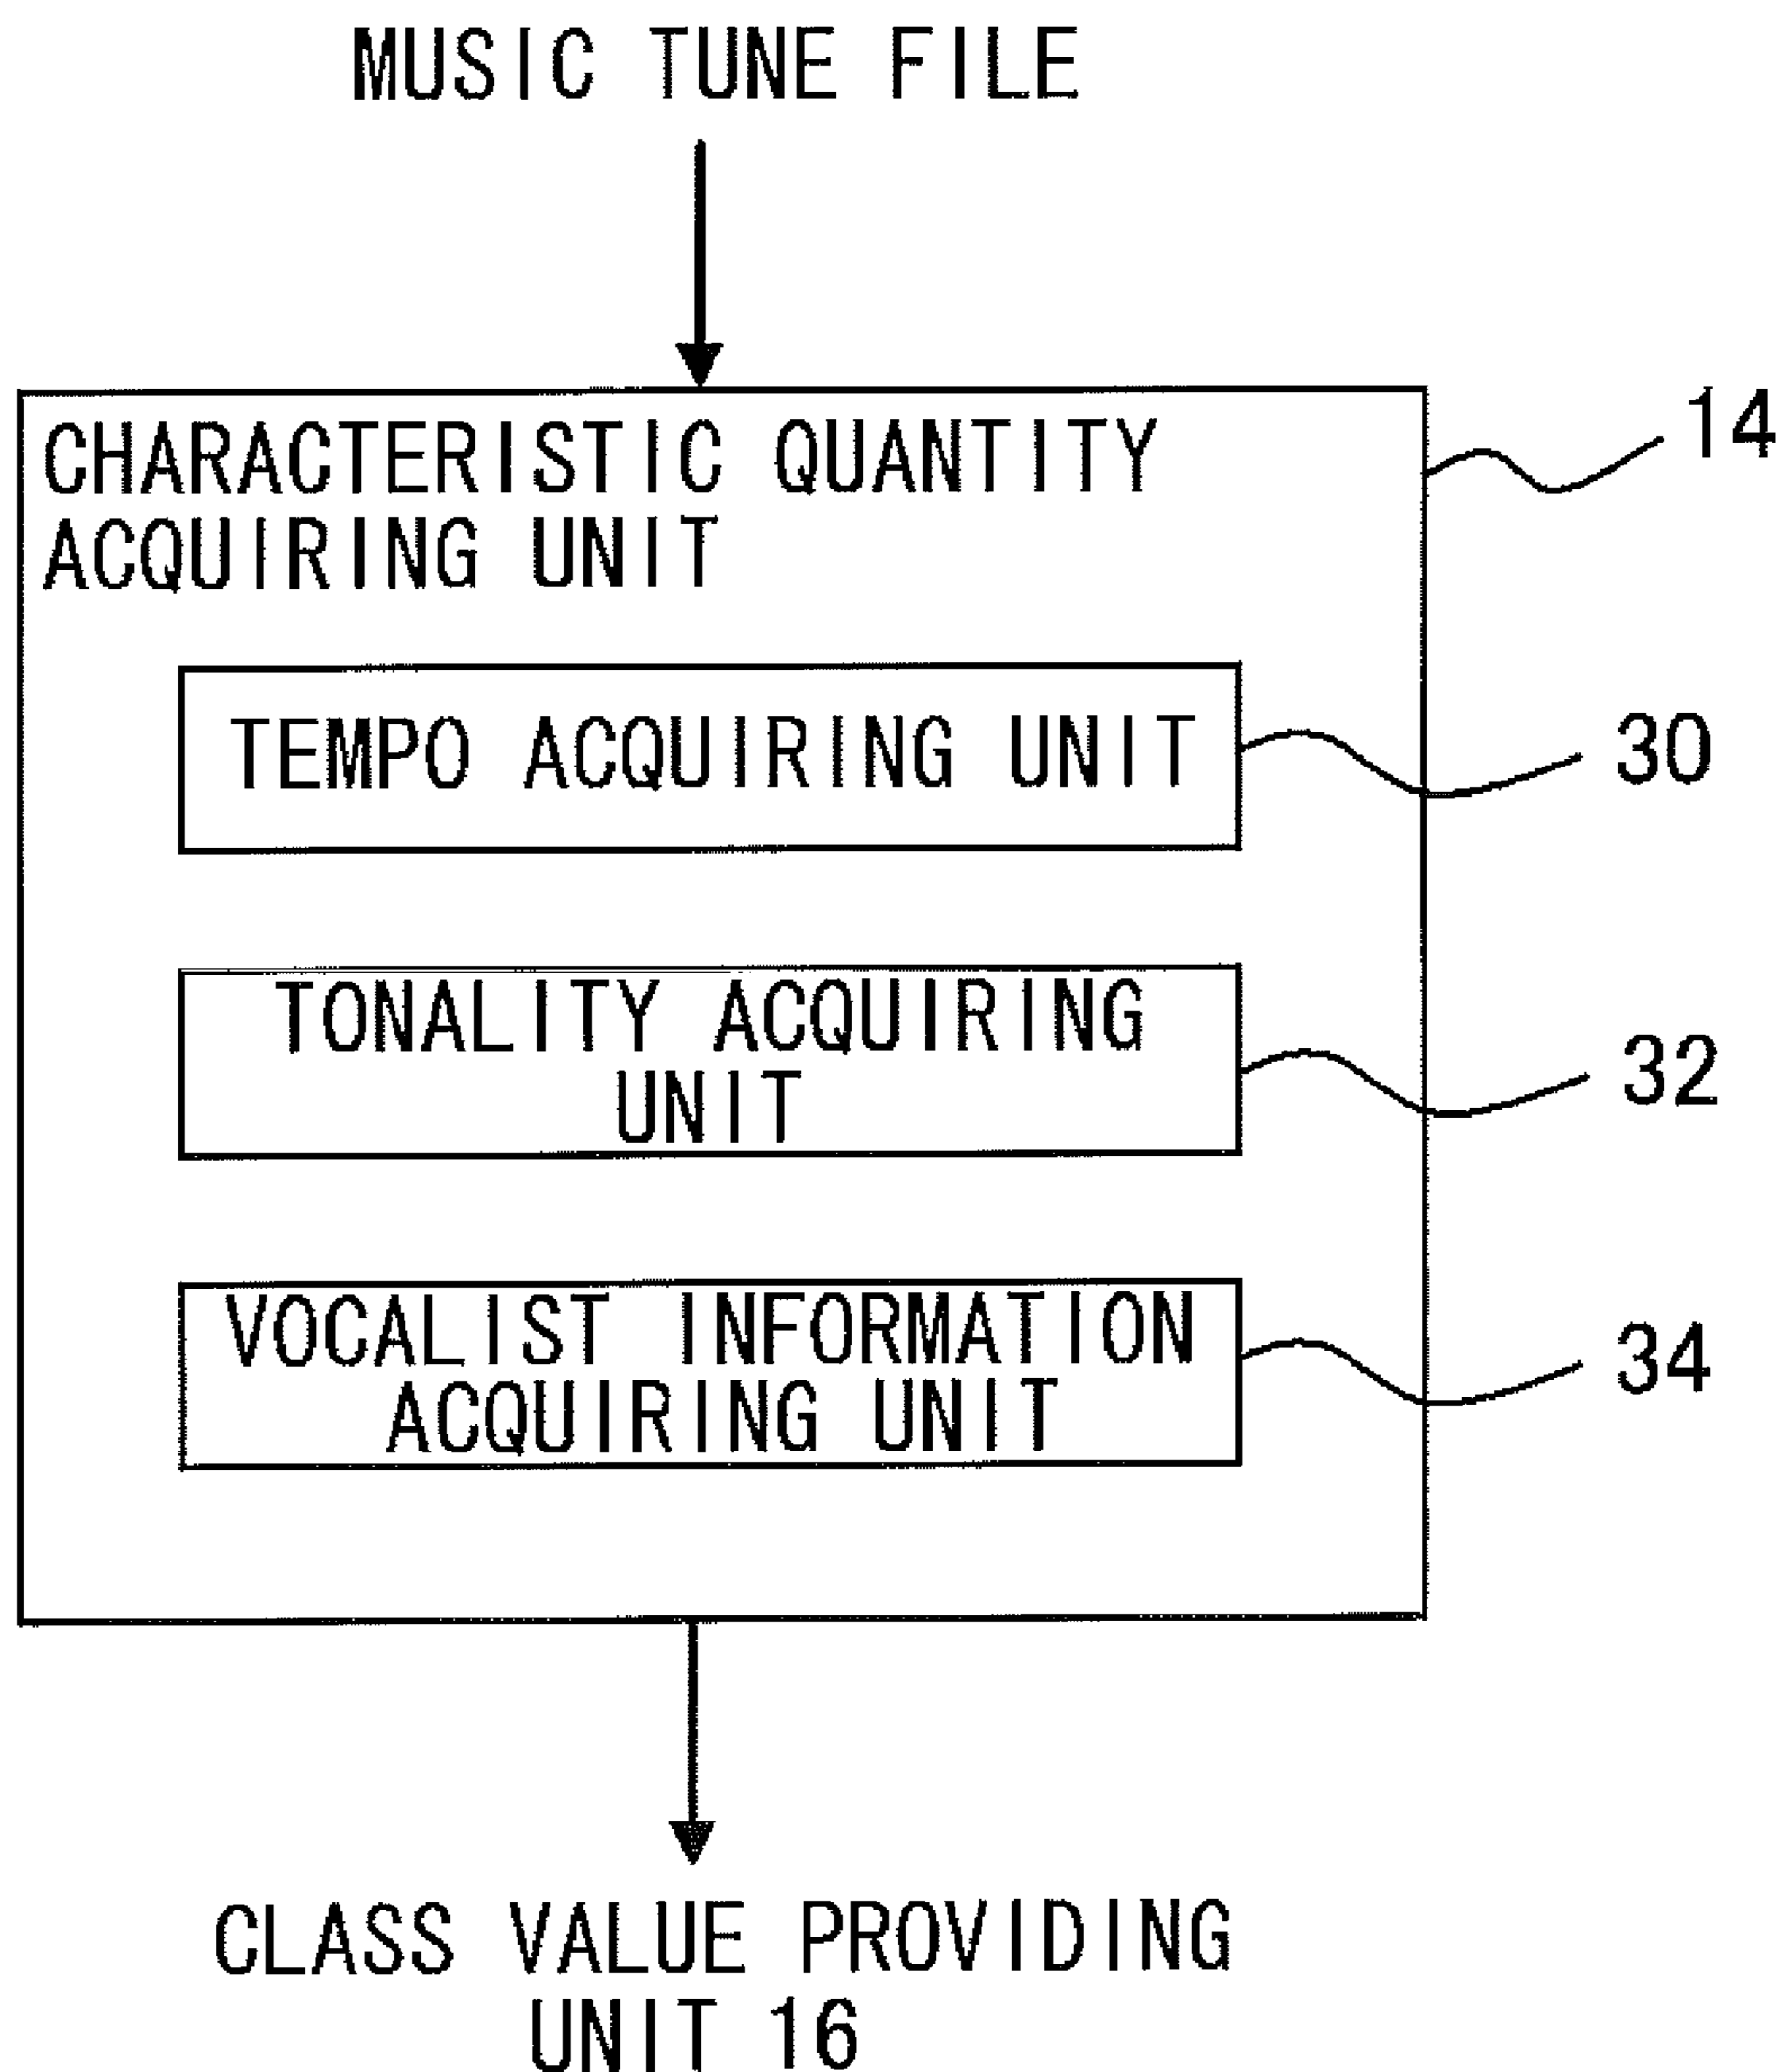 MUSIC TUNE FILE
CHARACTERISTIC QUANTITY
ACQUIRING UNIT
14
TEMPO ACQUIRING UNIT
30
TONALITY ACQUIRING
UNIT
32
VOCALIST INFORMATION
ACQUIRING UNIT
34
CLASS VALUE PROVIDING
UNIT 16